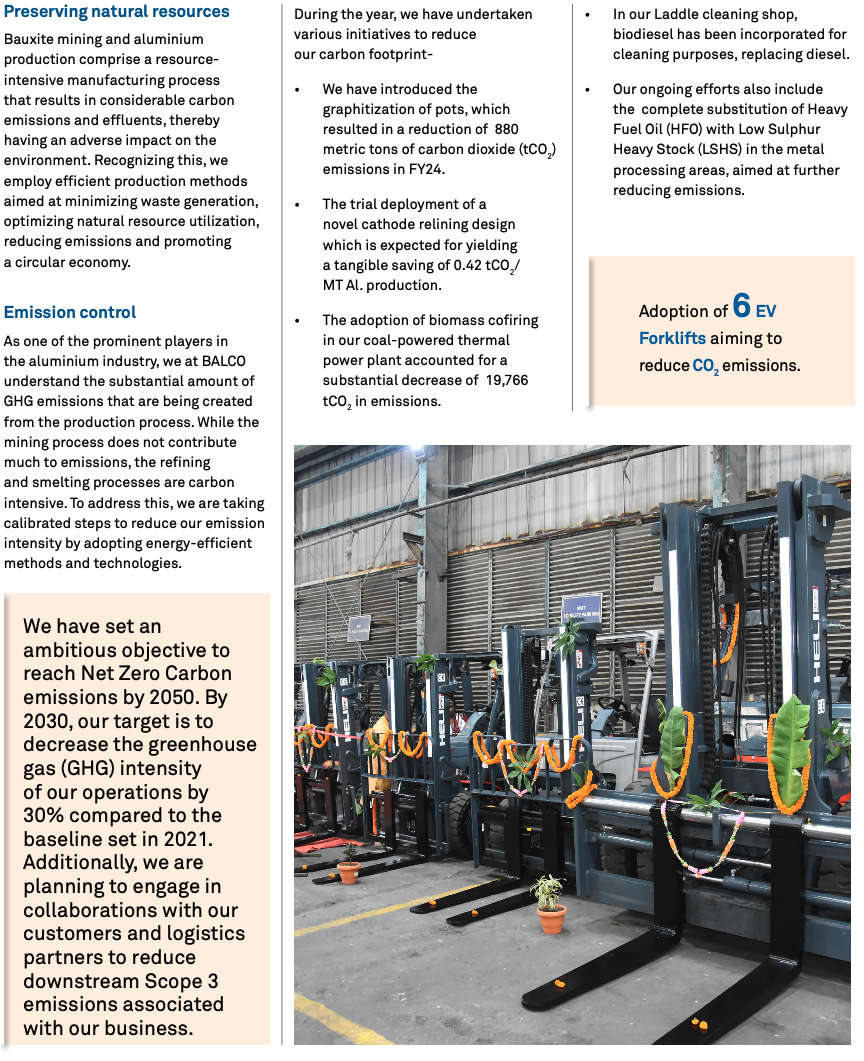 Preserving natural resources
Bauxite mining and aluminium
production comprise a resource-
intensive manufacturing process
that results in considerable carbon
emissions and effluents, thereby
having an adverse impact on the
environment. Recognizing this, we
employ efficient production methods
aimed at minimizing waste generation,
optimizing natural resource utilization,
reducing emissions and promoting
a circular economy.
Emission control
As one of the prominent players in
the aluminium industry, we at BALCO
understand the substantial amount of
GHG emissions that are being created
from the production process. While the
mining process does not contribute
much to emissions, the refining
and smelting processes are carbon
intensive. To address this, we are taking
calibrated steps to reduce our emission
intensity by adopting energy-efficient
methods and technologies.
We have set an
ambitious objective to
reach Net Zero Carbon
emissions by 2050. By
2030, our target is to
decrease the greenhouse
gas (GHG) intensity
of our operations by
30% compared to the
baseline set in 2021.
Additionally, we are
planning to engage in
collaborations with our
customers and logistics
partners to reduce
downstream Scope 3
emissions associated
with our business.
During the year, we have undertaken
various initiatives to reduce
our carbon footprint-
• We have introduced the
graphitization of pots, which
resulted in a reduction of 880
metric tons of carbon dioxide (tCO₂)
emissions in FY24.
• The trial deployment of a
novel cathode relining design
which is expected for yielding
a tangible saving of 0.42 tCO₂/
MT Al. production.
• The adoption of biomass cofiring
in our coal-powered thermal
power plant accounted for a
substantial decrease of 19,766
tCO₂ in emissions.
• In our Laddle cleaning shop,
biodiesel has been incorporated for
cleaning purposes, replacing diesel.
• Our ongoing efforts also include
the complete substitution of Heavy
Fuel Oil (HFO) with Low Sulphur
Heavy Stock (LSHS) in the metal
processing areas, aimed at further
reducing emissions.
Adoption of 6 EV
Forklifts aiming to
reduce CO₂ emissions.
FORKLIFT PARKING
HELI
HELI
HELI
HELI